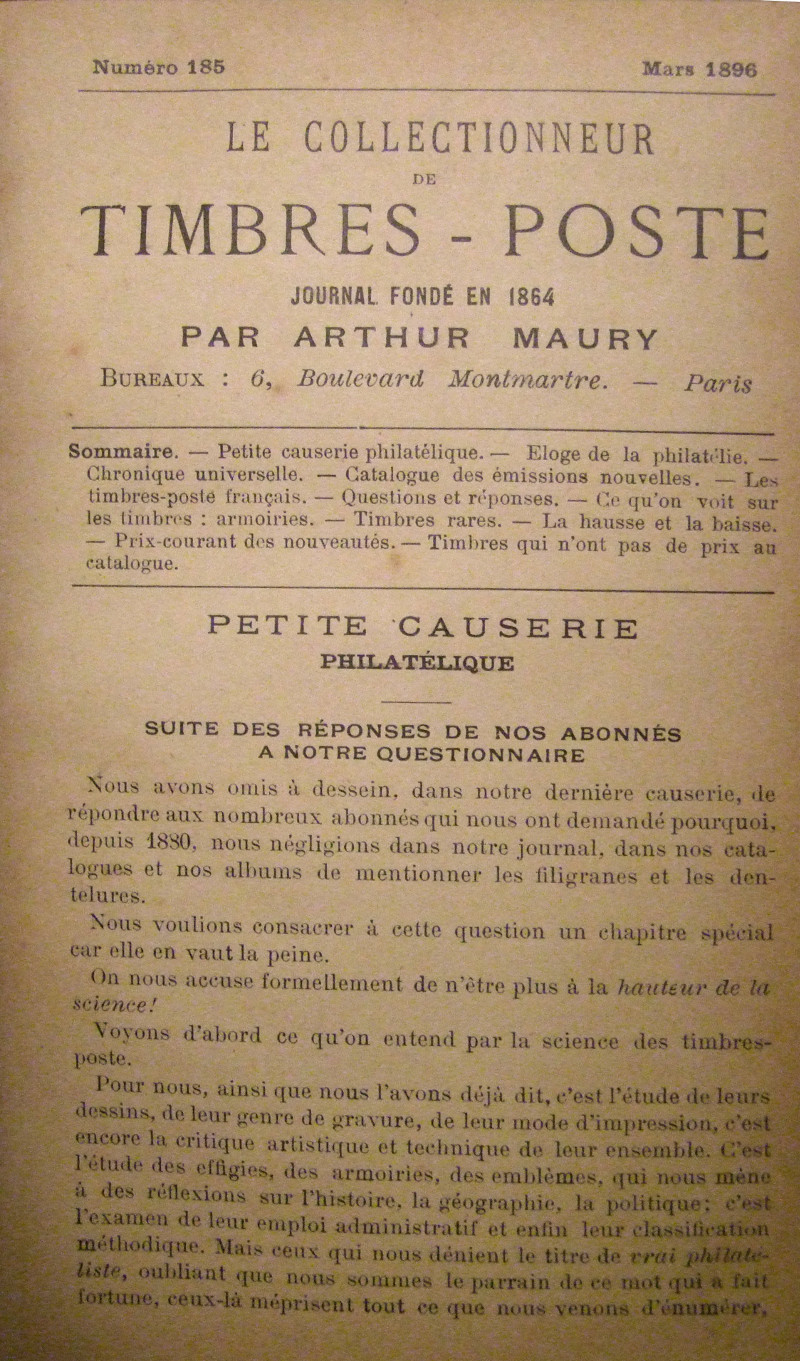 Numéro 185 Mars 1896
LE COLLECTIONNEUR
DE
TIMBRES - POSTE
JOURNAL FONDÉ EN 1864
PAR ARTHUR MAURY
BUREAUX : 6, Boulevard Montmartre. — Paris
Sommaire. — Petite causerie philatélique. — Eloge de la philatélie. —
Chronique universelle. — Catalogue des émissions nouvelles. — Les
timbres-poste français. — Questions et réponses. — Ce qu'on voit sur
les timbres : armoiries. — Timbres rares. — La hausse et la baisse.
— Prix-courant des nouveautés. — Timbres qui n'ont pas de prix au
catalogue.
PETITE CAUSERIE
PHILATÉLIQUE
SUITE DES RÉPONSES DE NOS ABONNÉS
A NOTRE QUESTIONNAIRE
Nous avons omis à dessein, dans notre dernière causerie, de
répondre aux nombreux abonnés qui nous ont demandé pourquoi,
depuis 1880, nous négligions dans notre journal, dans nos cata-
logues et nos albums de mentionner les filigranes et les den-
telures.
Nous voulions consacrer à cette question un chapitre spécial
car elle en vaut la peine.
On nous accuse formellement de n'être plus à la hauteur de la
science!
Voyons d'abord ce qu'on entend par la science des timbres-
poste.
Pour nous, ainsi que nous l'avons déjà dit, c'est l'étude de leurs
dessins, de leur genre de gravure, de leur mode d'impression, c'est
encore la critique artistique et technique de leur ensemble. C'est
l'étude des effigies, des armoiries, des emblèmes, qui nous mène
à des réflexions sur l'histoire, la géographie, la politique; c'est
l'examen de leur emploi administratif et enfin leur classification
méthodique. Mais ceux qui nous dénient le titre de vrai philaté-
liste, oubliant que nous sommes le parrain de ce mot qui a fait
fortune, ceux-là méprisent tout ce que nous venons d'énumérer,